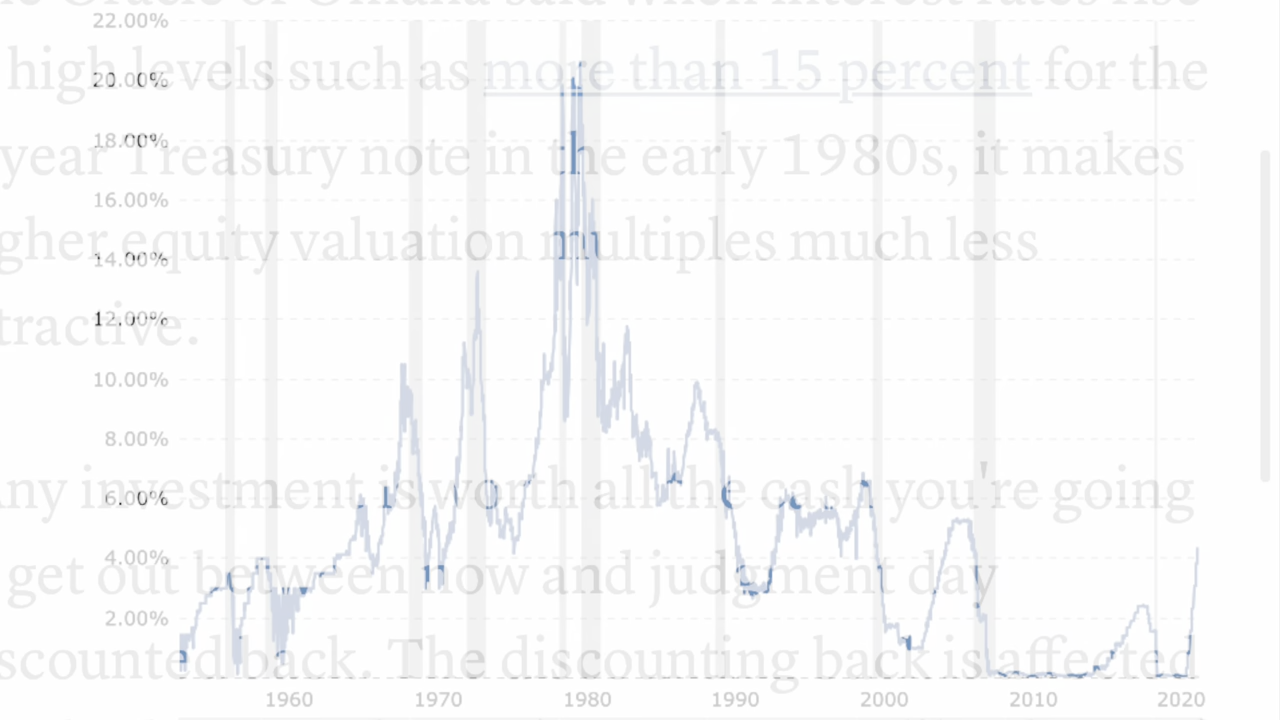 e Oracle of Omaha said when interest rates rise
22.00%
high levels such as more than 15 percent for the
20.00%
18.00%
year Treasury note in the early 1980s, it makes
16.00%
gher equity valuation multiples much less
14.00%
12.00%
tractive.
10.00%
8.00%
ny investment is worth all the cash you're going
6.00%
4.00%
get out between now and judgment day
2.00%
scounted back. The discounting back is affected
1960 1970 1980 1990 2000 2010 2020